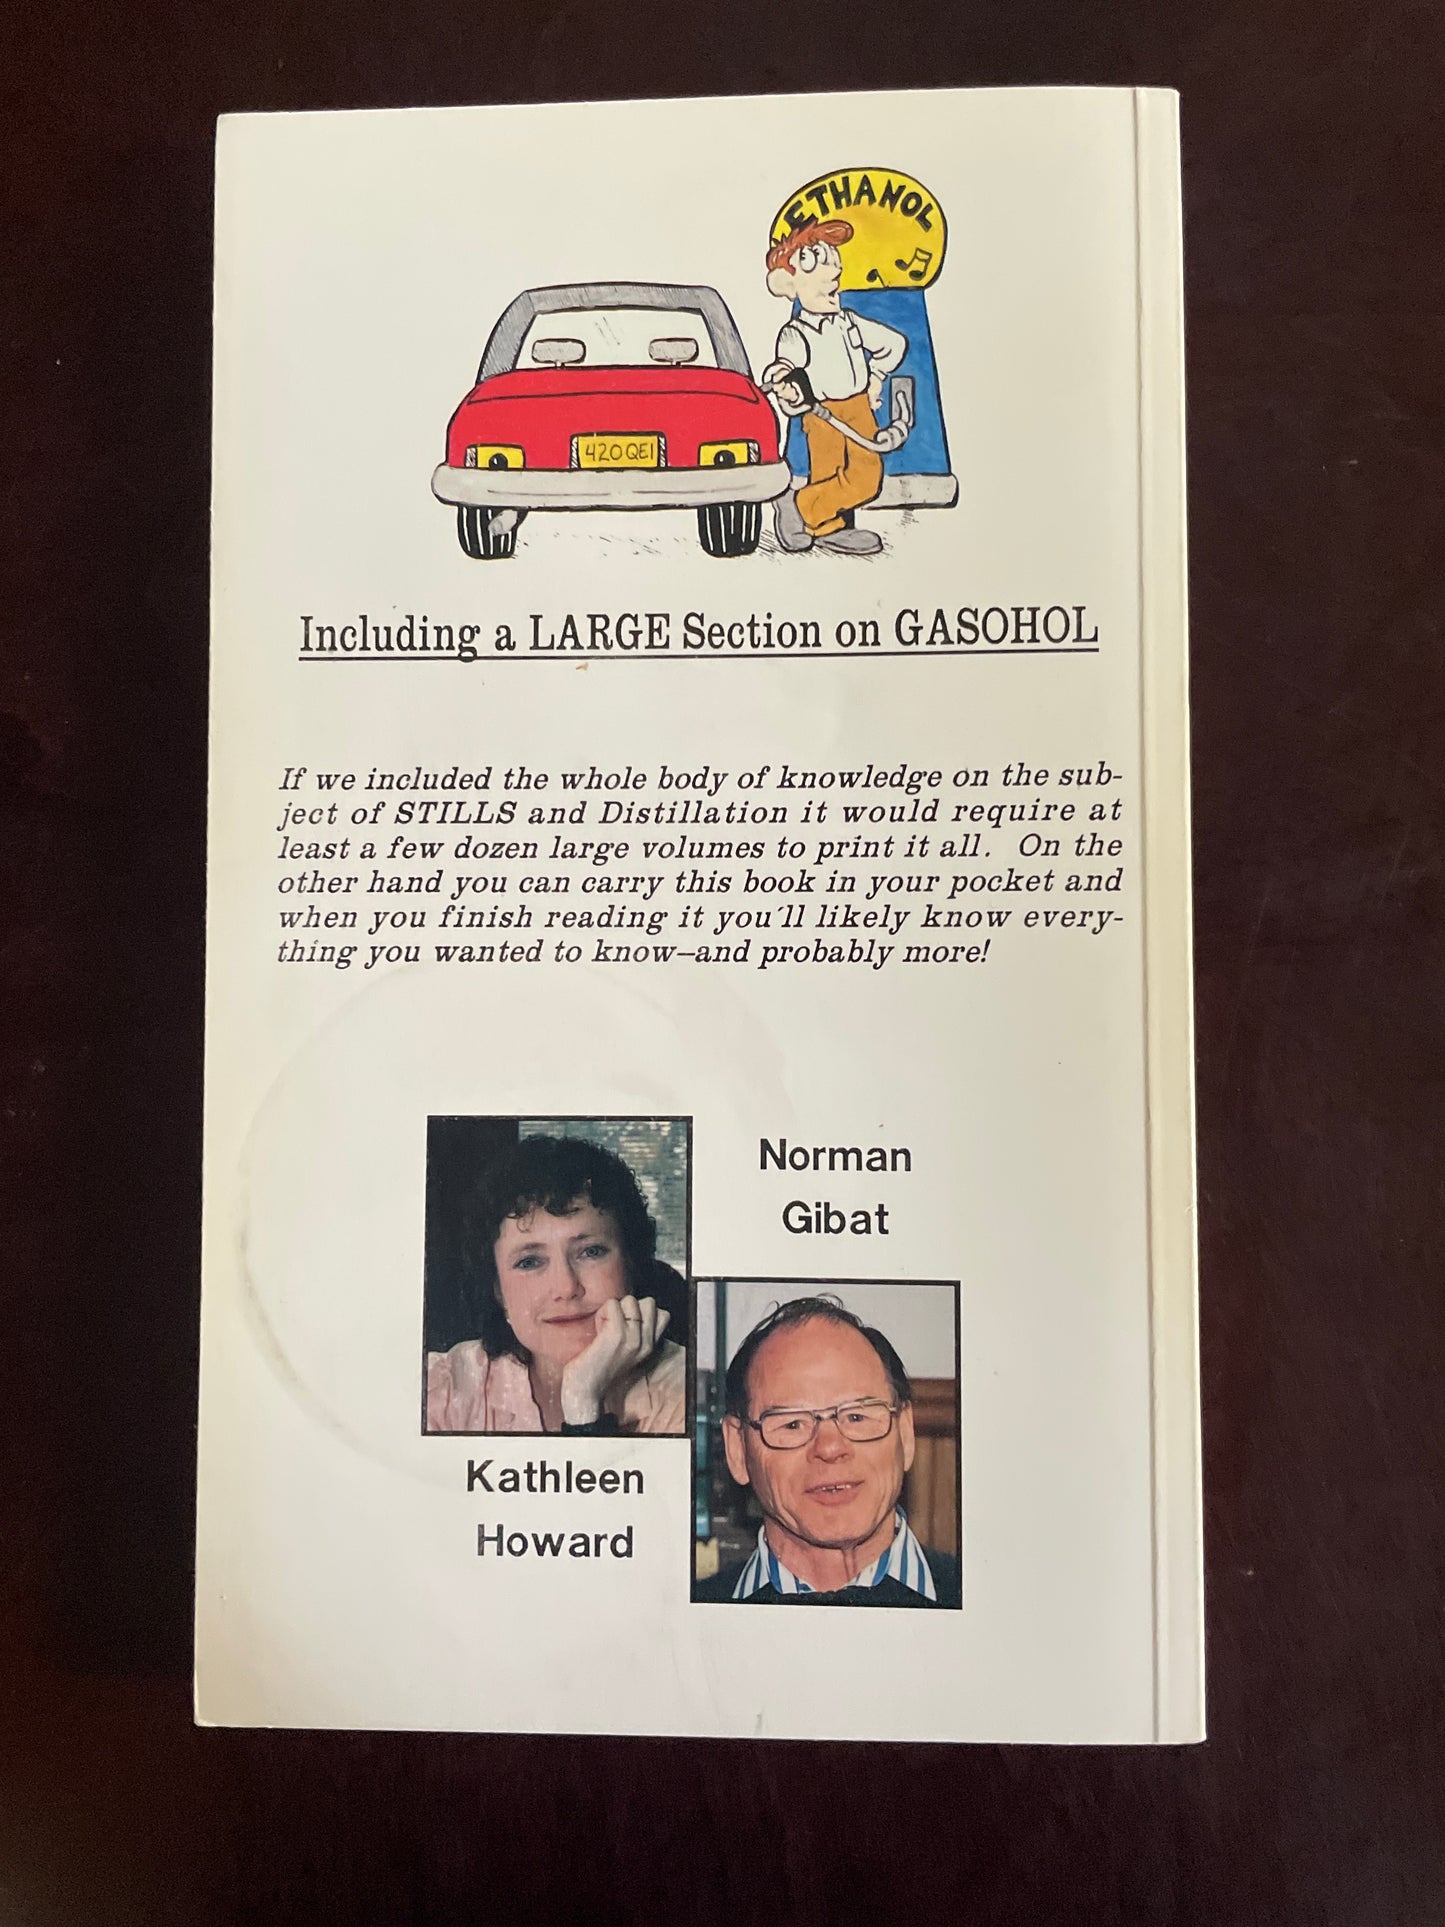 ETHANOL
420 QEI
Including a LARGE Section on GASOHOL
If we included the whole body of knowledge on the sub-
ject of STILLS and Distillation it would require at
least a few dozen large volumes to print it all. On the
other hand you can carry this book in your pocket and
when you finish reading it you'll likely know every-
thing you wanted to know–and probably more!
Norman
Gibat
Kathleen
Howard